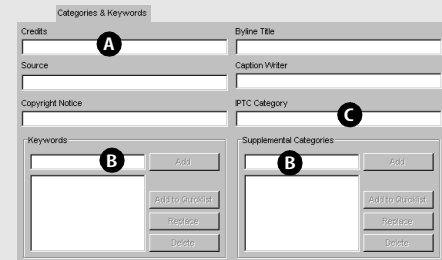 Categories & Keywords
Credits
Byline Title
A
Source
Caption Writer
Copyright Notice
IPTC Category
C
Keywords
Supplemental Categories
B
Add
B
Add
Add to Quicklist
Add to Quicklist
Replace
Replace
Delete
Delete